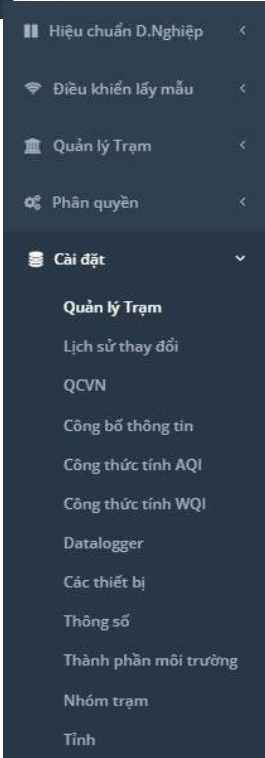 Hiệu chuẩn D.Nghiệp
Điều khiển lấy mẫu
Quản lý Trạm
Phân quyền
Cài đặt
Quản lý Trạm
Lịch sử thay đổi
QCVN
Công bố thông tin
Công thức tính AQI
Công thức tính WQI
Datalogger
Các thiết bị
Thông số
Thành phần môi trường
Nhóm trạm
Tỉnh